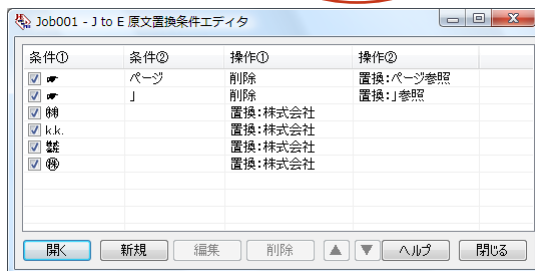 Job001 - J to E 原文置換条件エディタ
条件① 条件② 操作① 操作②
☛ ページ 削除 置換:ページ参照
☛ 」 削除 置換:」参照
㈱ 置換:株式会社
k.k. 置換:株式会社
㍿ 置換:株式会社
㊑ 置換:株式会社
開く 新規 編集 削除 ▲ ▼ ヘルプ 閉じる